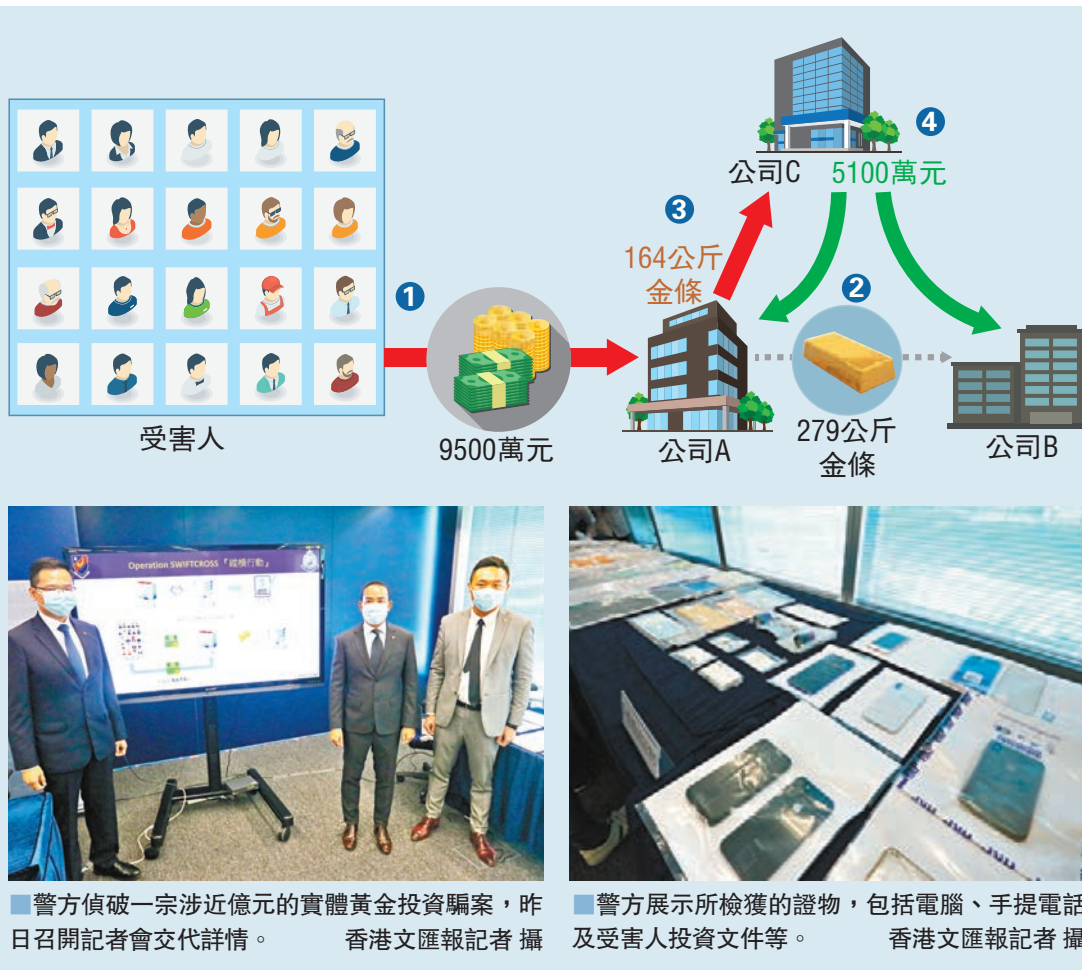 ❶
❷
❸
❹
公司C
5100萬元
164公斤
金條
受害人
9500萬元
公司A
279公斤
金條
公司B
Operation SWIFTCROSS『縱橫行動』
■警方偵破一宗涉近億元的實體黃金投資騙案，昨
日召開記者會交代詳情。 香港文匯報記者 攝
■警方展示所檢獲的證物，包括電腦、手提電話
及受害人投資文件等。 香港文匯報記者 攝